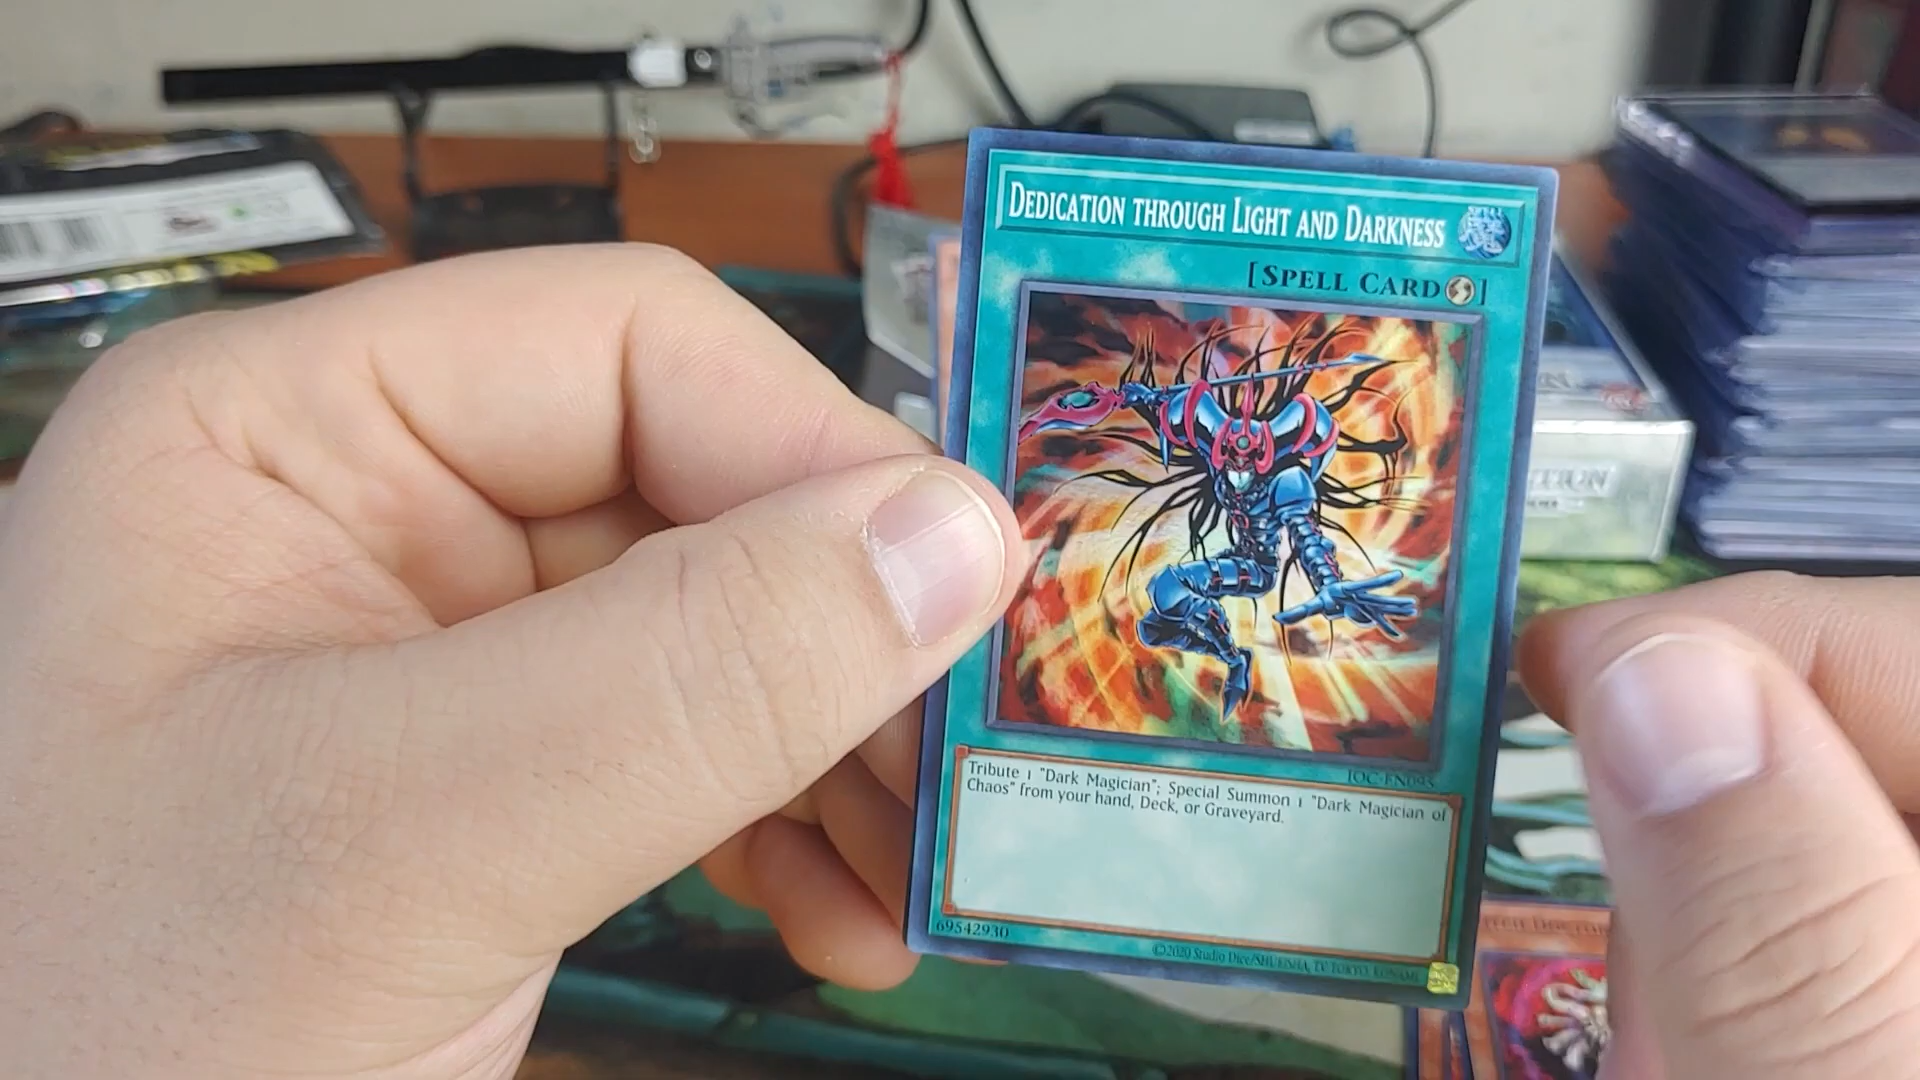 DEDICATION THROUGH LIGHT AND DARKNESS
[SPELL CARD]
IOC-EN093
Tribute 1 "Dark Magician"; Special Summon 1 "Dark Magician of
Chaos" from your hand, Deck, or Graveyard.
69542930
©2020 Studio Dice/SHUEISHA, TV TOKYO, KONAMI